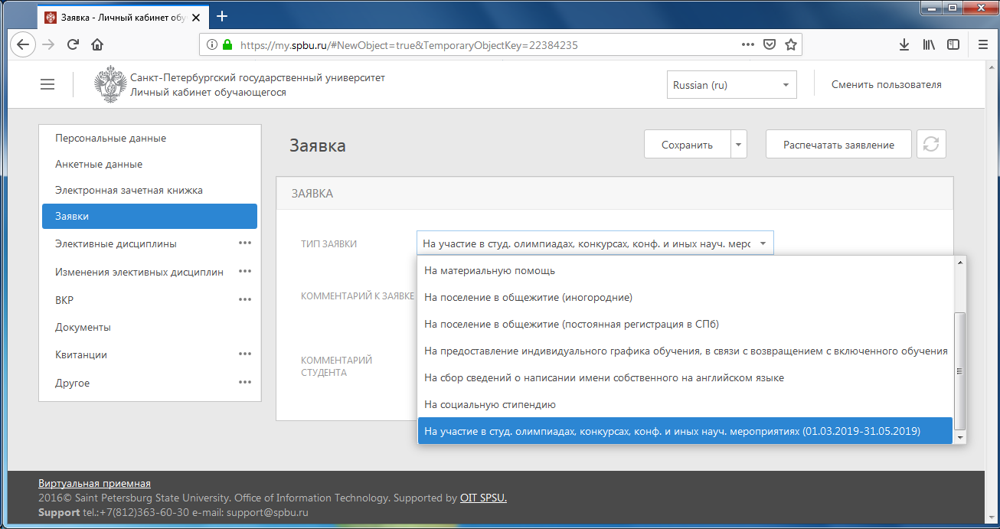 Заявка - Личный кабинет обу
https://my.spbu.ru/#NewObject=true&TemporaryObjectKey=22384235
Санкт-Петербургский государственный университет
Личный кабинет обучающегося
Russian (ru)
Сменить пользователя
Персональные данные
Анкетные данные
Электронная зачетная книжка
Заявки
Элективные дисциплины
Изменения элективных дисциплин
ВКР
Документы
Квитанции
Другое
Заявка
Сохранить
Распечатать заявление
ЗАЯВКА
ТИП ЗАЯВКИ
На участие в студ. олимпиадах, конкурсах, конф. и иных науч. меро
КОММЕНТАРИЙ К ЗАЯВКЕ
КОММЕНТАРИЙ
СТУДЕНТА
На материальную помощь
На поселение в общежитие (иногородние)
На поселение в общежитие (постоянная регистрация в СПб)
На предоставление индивидуального графика обучения, в связи с возвращением с включенного обучения
На сбор сведений о написании имени собственного на английском языке
На социальную стипендию
На участие в студ. олимпиадах, конкурсах, конф. и иных науч. мероприятиях (01.03.2019-31.05.2019)
Виртуальная приемная
2016© Saint Petersburg State University. Office of Information Technology. Supported by OIT SPSU.
Support tel.:+7(812)363-60-30 e-mail: support@spbu.ru